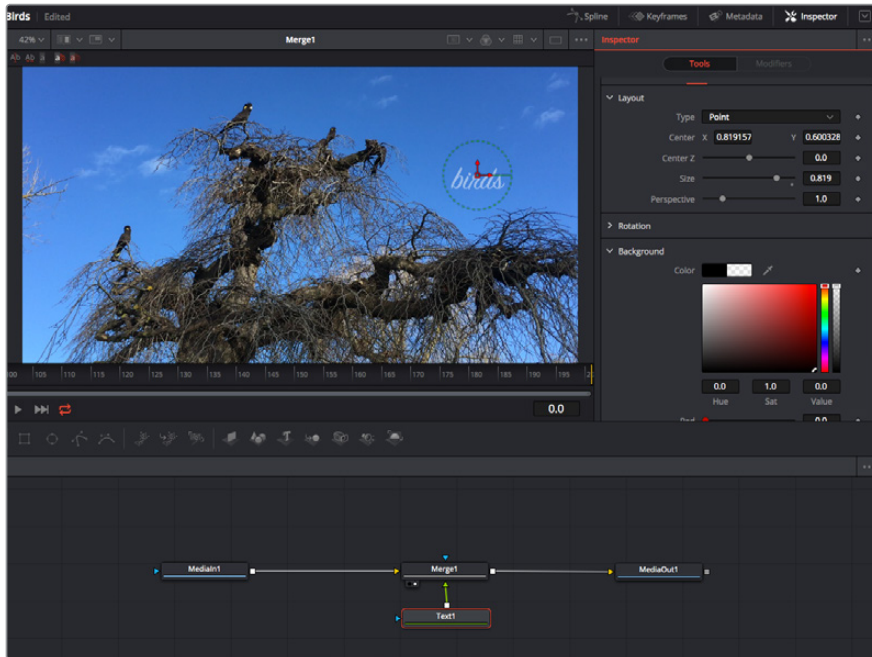 Birds Edited Spline Keyframes Metadata Inspector
42% Merge1 Inspector
Tools Modifiers
Layout
Type Point
Center X 0.819157 Y 0.600328
Center Z 0.0
Size 0.819
Perspective 1.0
Rotation
Background
Color
birds
105 110 115 120 125 130 135 140 145 150 155 160 165 170 175 180 185 190 195
0.0
0.0 1.0 0.0
Hue Sat Value
MediaIn1 Merge1 MediaOut1
Text1